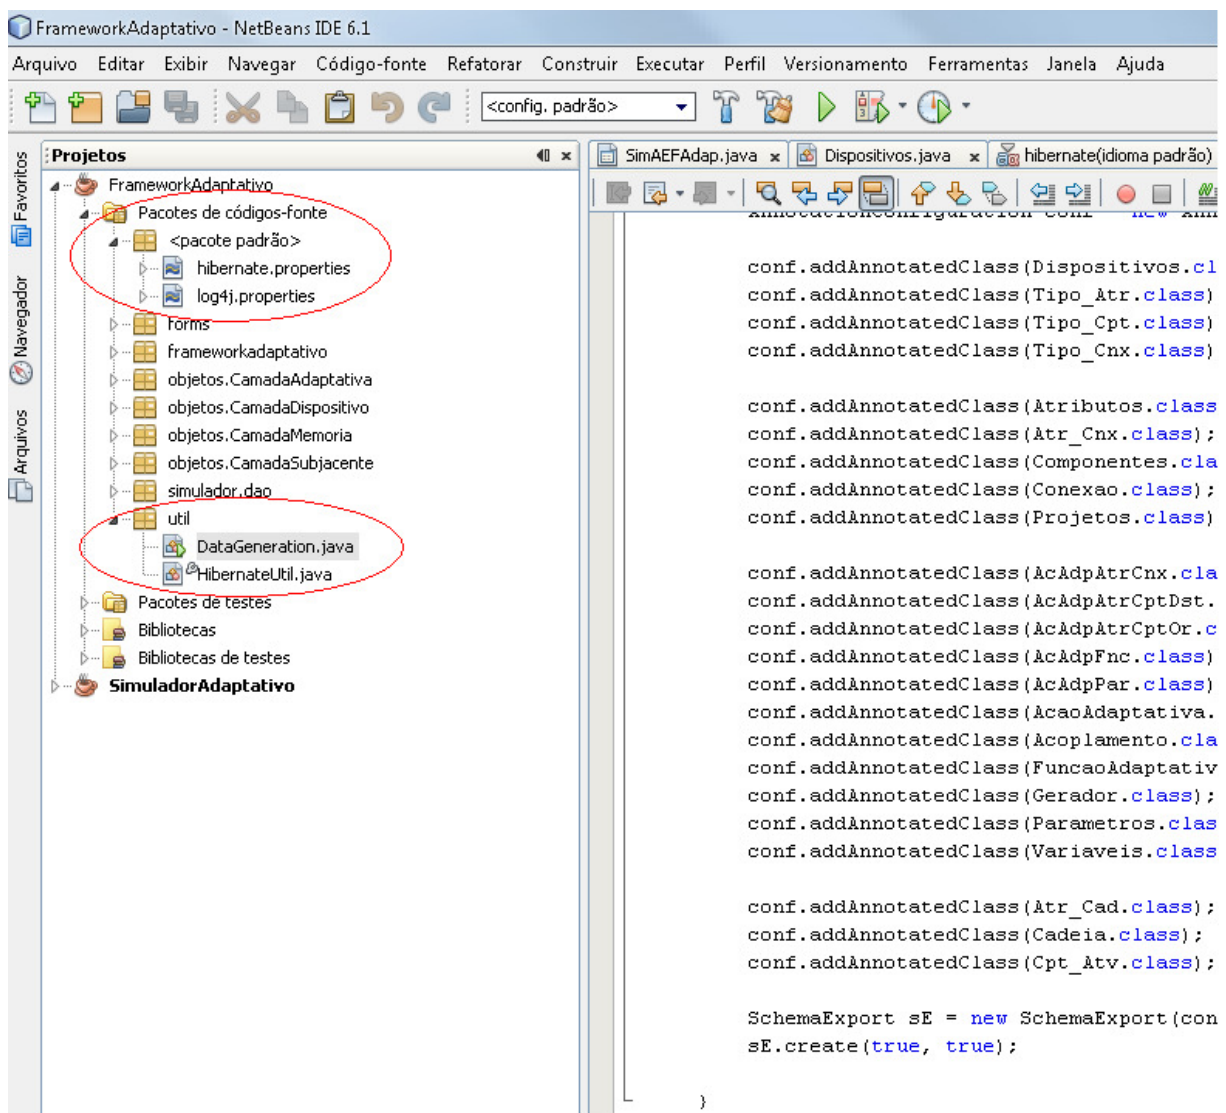 FrameworkAdaptativo - NetBeans IDE 6.1
Arquivo Editar Exibir Navegar Código-fonte Refatorar Construir Executar Perfil Versionamento Ferramentas Janela Ajuda
<config. padrão>
Favoritos
Navegador
Arquivos
Projetos
FrameworkAdaptativo
Pacotes de códigos-fonte
<pacote padrão>
hibernate.properties
log4j.properties
forms
frameworkadaptativo
objetos.CamadaAdaptativa
objetos.CamadaDispositivo
objetos.CamadaMemoria
objetos.CamadaSubjacente
simulador.dao
util
DataGeneration.java
HibernateUtil.java
Pacotes de testes
Bibliotecas
Bibliotecas de testes
SimuladorAdaptativo
SimAEFAdap.java x Dispositivos.java x hibernate(idioma padrão)
AnnotationConfiguration conf = new Ann
conf.addAnnotatedClass(Dispositivos.cl
conf.addAnnotatedClass(Tipo_Atr.class)
conf.addAnnotatedClass(Tipo_Cpt.class)
conf.addAnnotatedClass(Tipo_Cnx.class)
conf.addAnnotatedClass(Atributos.class
conf.addAnnotatedClass(Atr_Cnx.class);
conf.addAnnotatedClass(Componentes.cla
conf.addAnnotatedClass(Conexao.class);
conf.addAnnotatedClass(Projetos.class)
conf.addAnnotatedClass(AcAdpAtrCnx.cla
conf.addAnnotatedClass(AcAdpAtrCptDst.
conf.addAnnotatedClass(AcAdpAtrCptOr.c
conf.addAnnotatedClass(AcAdpFnc.class)
conf.addAnnotatedClass(AcAdpPar.class)
conf.addAnnotatedClass(AcaoAdaptativa.
conf.addAnnotatedClass(Acoplamento.cla
conf.addAnnotatedClass(FuncaoAdaptativ
conf.addAnnotatedClass(Gerador.class);
conf.addAnnotatedClass(Parametros.clas
conf.addAnnotatedClass(Variaveis.class
conf.addAnnotatedClass(Atr_Cad.class);
conf.addAnnotatedClass(Cadeia.class);
conf.addAnnotatedClass(Cpt_Atv.class);
SchemaExport sE = new SchemaExport(con
sE.create(true, true);
}